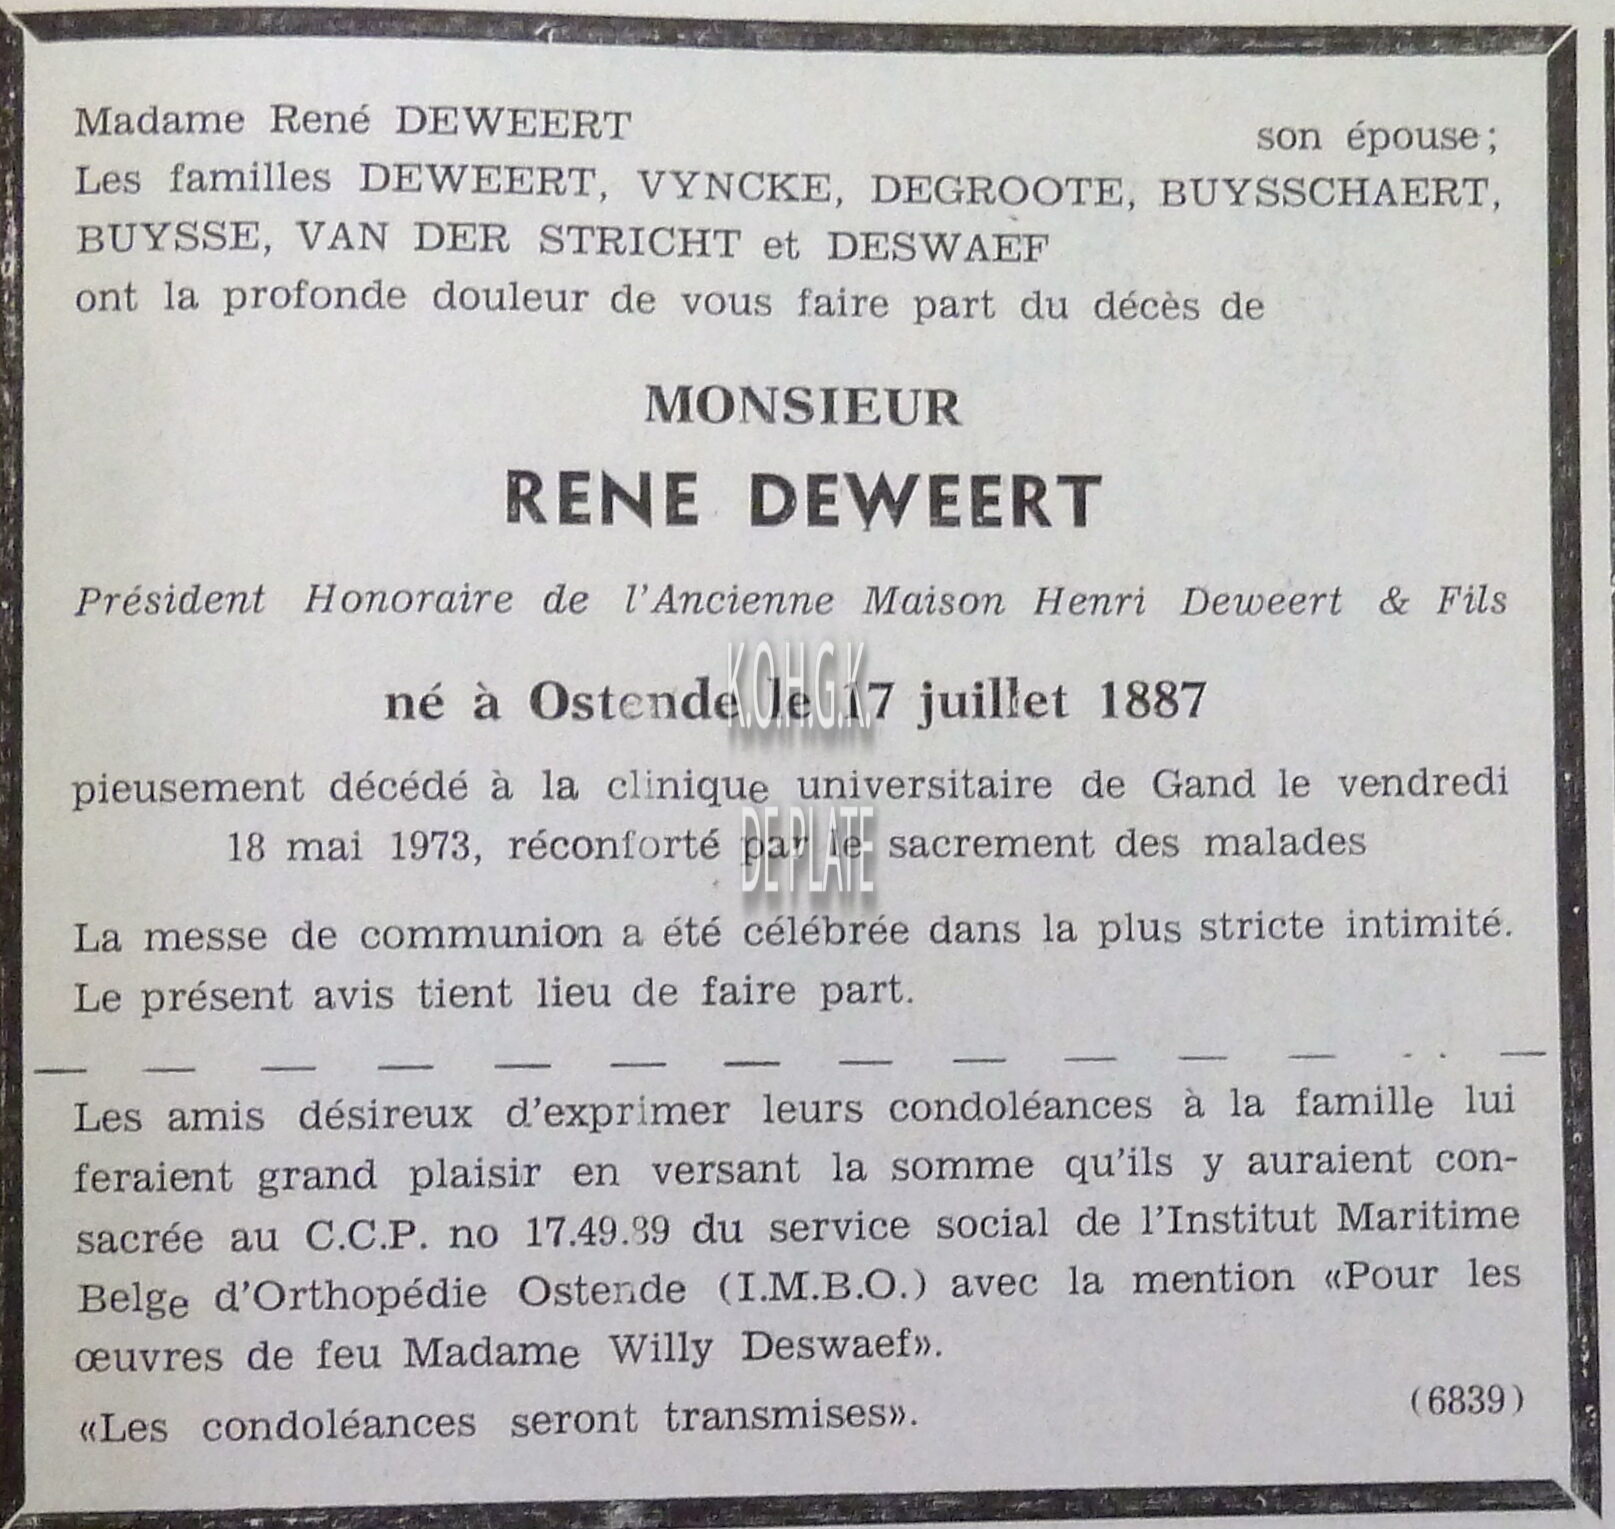 Madame René DEWEERT son épouse;
Les familles DEWEERT, VYNCKE, DEGROOTE, BUYSSCHAERT,
BUYSSE, VAN DER STRICHT et DESWAEF
ont la profonde douleur de vous faire part du décès de
MONSIEUR
RENE DEWEERT
Président Honoraire de l'Ancienne Maison Henri Deweert & Fils
K.O.H.G.K.
né à Ostende le 17 juillet 1887
pieusement décédé à la clinique universitaire de Gand le vendredi
DE PLATE
18 mai 1973, réconforté par le sacrement des malades
La messe de communion a été célébrée dans la plus stricte intimité.
Le présent avis tient lieu de faire part.
Les amis désireux d'exprimer leurs condoléances à la famille lui
feraient grand plaisir en versant la somme qu'ils y auraient con-
sacrée au C.C.P. no 17.49.89 du service social de l'Institut Maritime
Belge d'Orthopédie Ostende (I.M.B.O.) avec la mention «Pour les
œuvres de feu Madame Willy Deswaef».
«Les condoléances seront transmises». (6839)